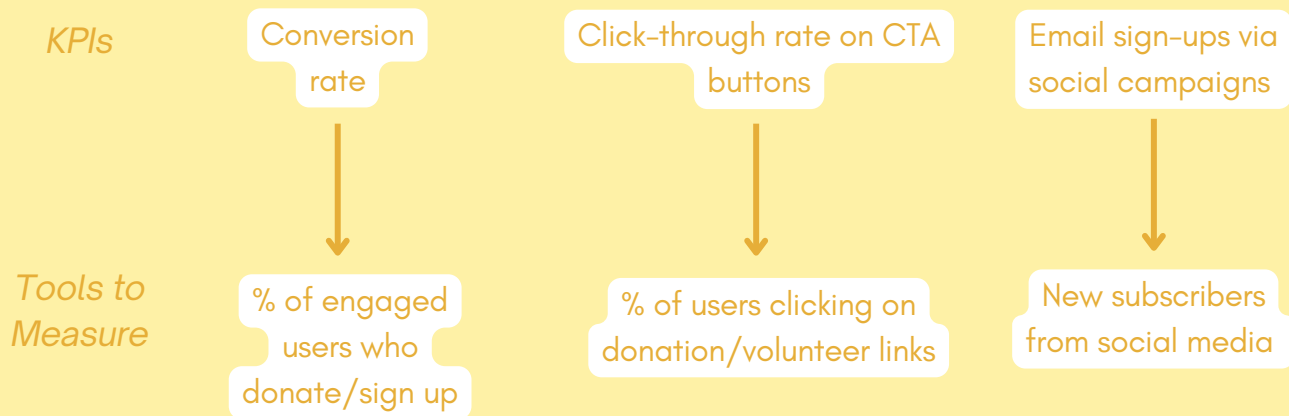 KPIs
Conversion
rate
Click-through rate on CTA
buttons
Email sign-ups via
social campaigns
Tools to
Measure
% of engaged
users who
donate/sign up
% of users clicking on
donation/volunteer links
New subscribers
from social media